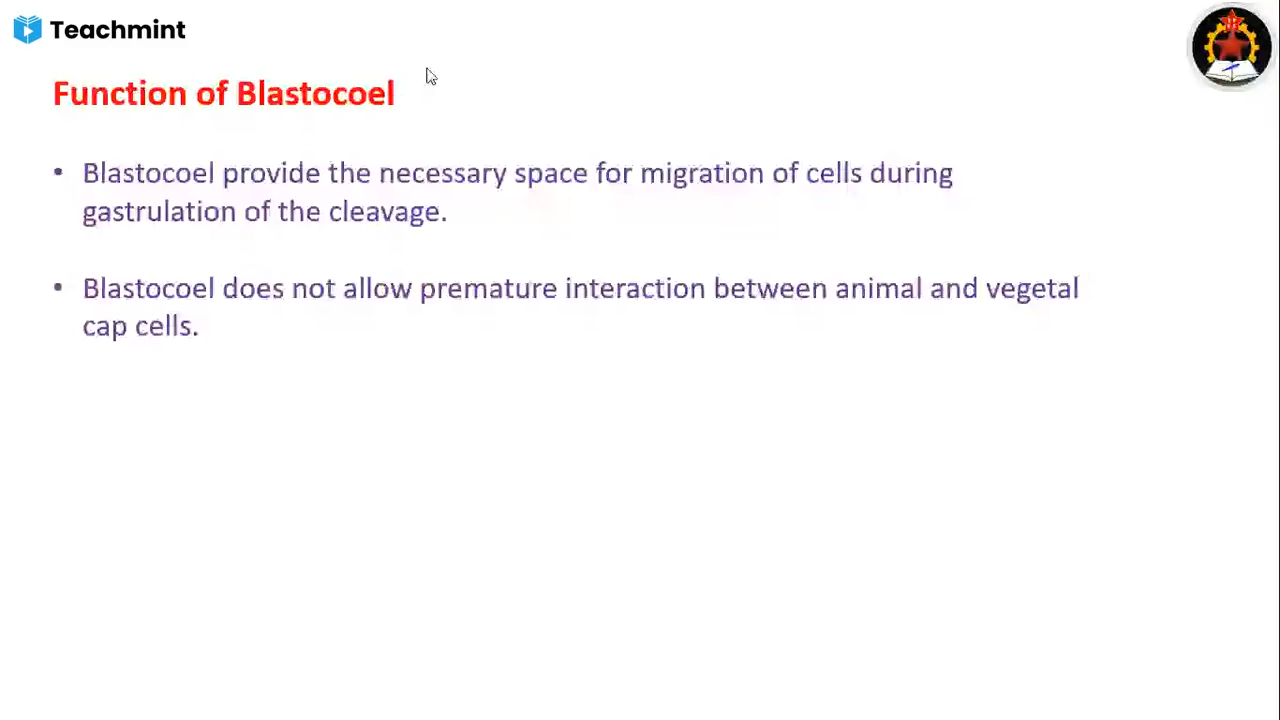 Teachmint
Function of Blastocoel
• Blastocoel provide the necessary space for migration of cells during
gastrulation of the cleavage.
• Blastocoel does not allow premature interaction between animal and vegetal
cap cells.